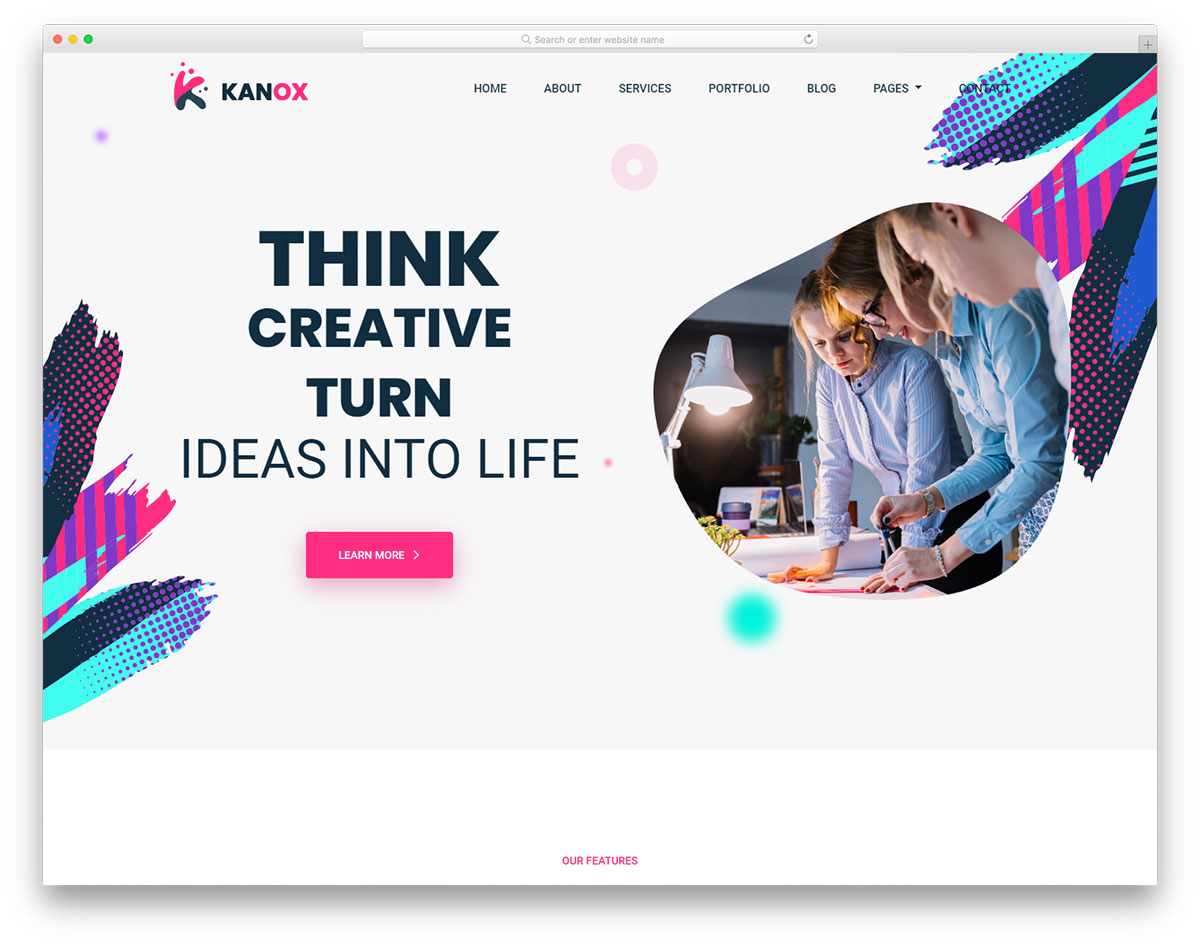 Search or enter website name
KANOX
HOME ABOUT SERVICES PORTFOLIO BLOG PAGES CONTACT
THINK
CREATIVE
TURN
IDEAS INTO LIFE
LEARN MORE
OUR FEATURES